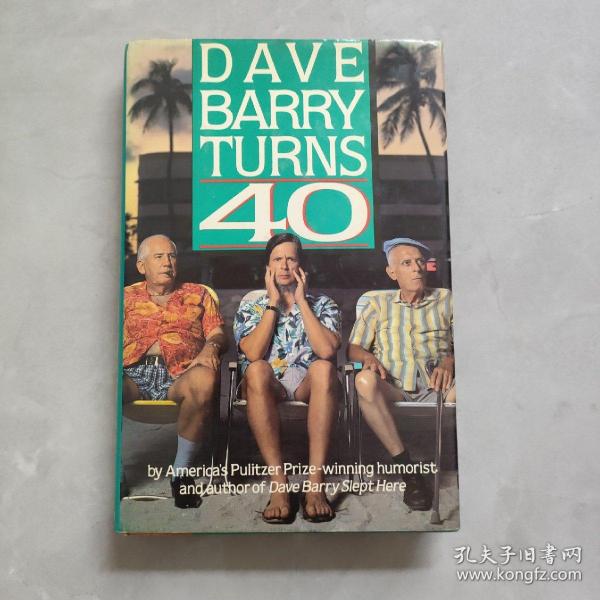 DAVE
BARRY
TURNS
40
by America's Pulitzer Prize-winning humorist
and author of Dave Barry Slept Here
孔夫子旧书网
www.kongfz.com